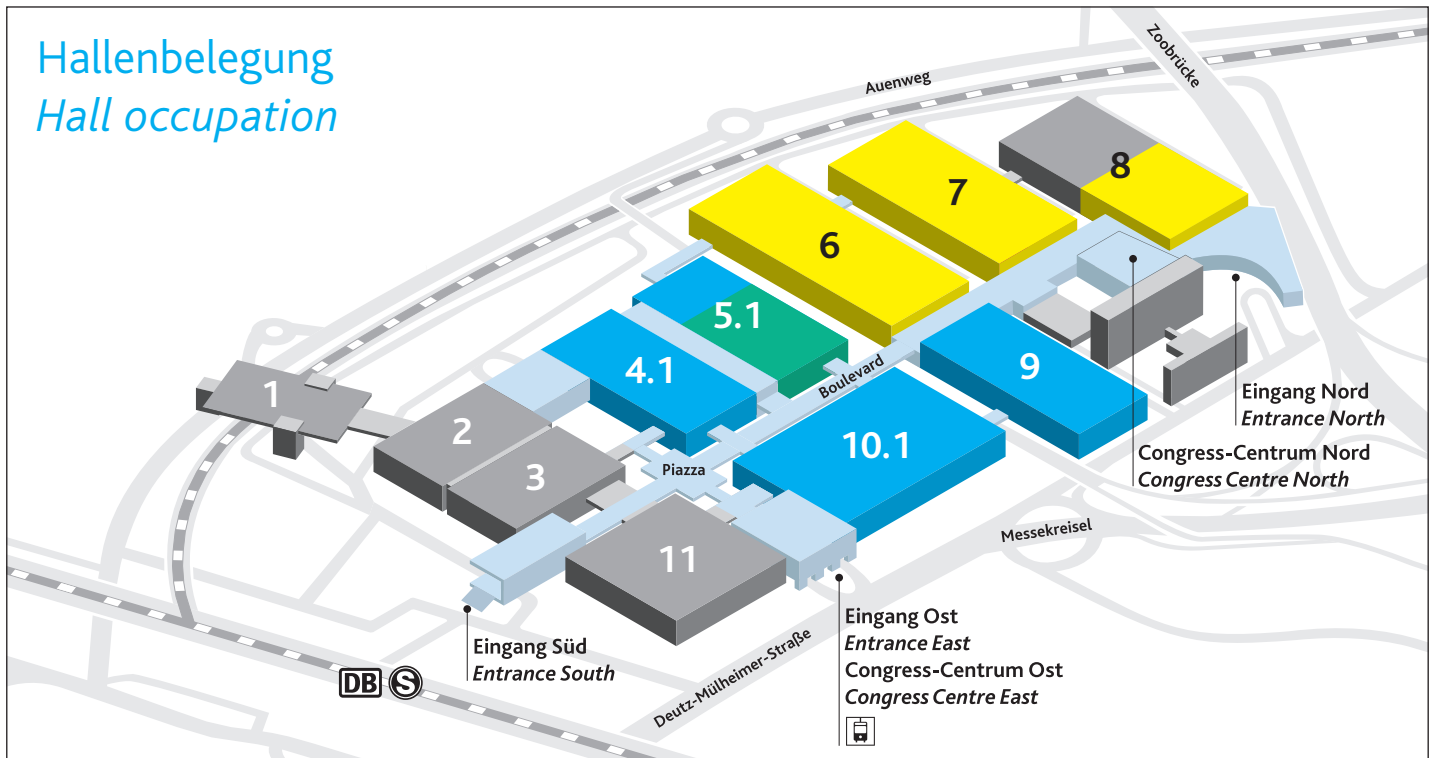 Hallenbelegung
Hall occupation
Auenweg
Zoobrücke
8
7
6
5.1
4.1
Boulevard
9
1
2
3
10.1
Piazza
11
Eingang Nord
Entrance North
Congress-Centrum Nord
Congress Centre North
Messekreisel
Eingang Ost
Entrance East
Congress-Centrum Ost
Congress Centre East
Eingang Süd
Entrance South
Deutz-Mülheimer-Straße
DB S